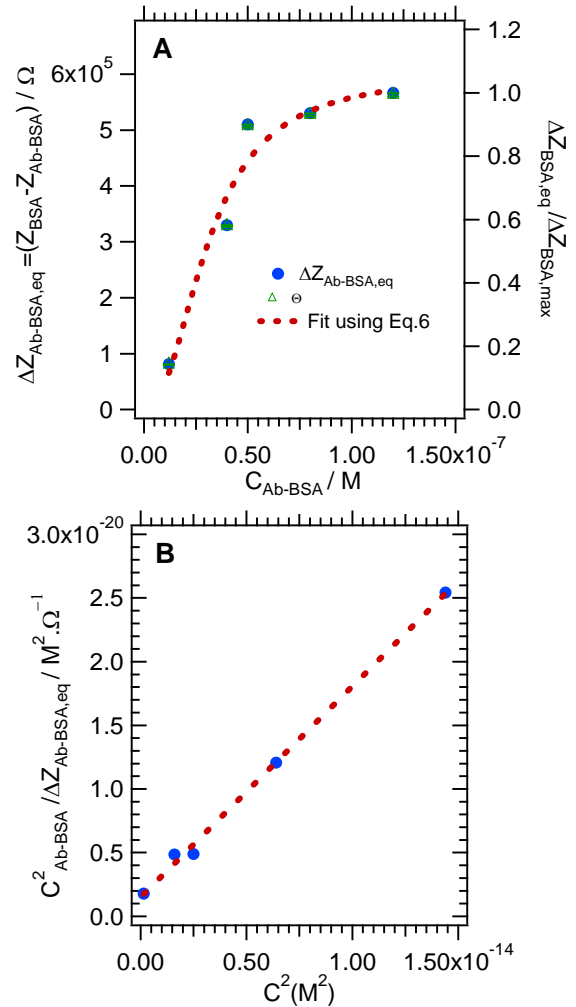 A
ΔZ_Ab-BSA,eq =(Z_BSA-Z_Ab-BSA) / Ω
6x10^5
5
4
3
2
1
0
1.2
1.0
0.8
0.6
0.4
0.2
0.0
ΔZ_BSA,eq /ΔZ_BSA,max
ΔZ_Ab-BSA,eq
Θ
Fit using Eq.6
0.00
0.50
1.00
1.50x10^-7
C_Ab-BSA / M
B
C^2_Ab-BSA /ΔZ_Ab-BSA,eq / M^2.Ω^-1
3.0x10^-20
2.5
2.0
1.5
1.0
0.5
0.0
0.00
0.50
1.00
1.50x10^-14
C^2(M^2)